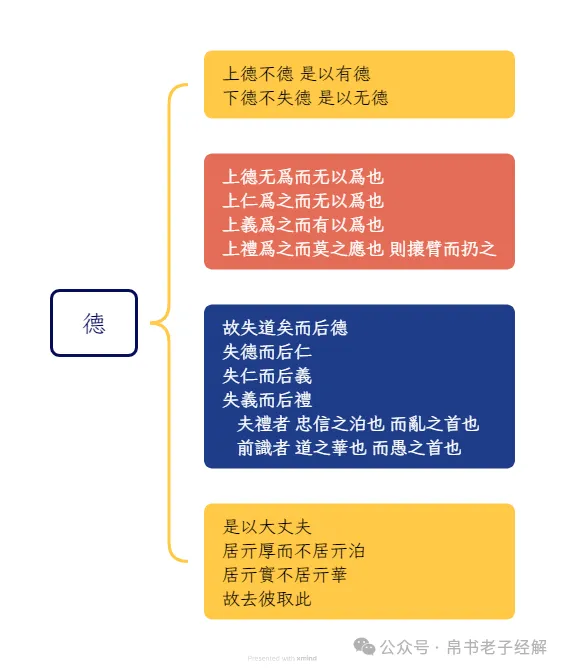 德
上德不德 是以有德
下德不失德 是以无德
上德无爲而无以爲也
上仁爲之而无以爲也
上義爲之而有以爲也
上禮爲之而莫之應也 則攘臂而扔之
故失道矣而后德
失德而后仁
失仁而后義
失義而后禮
夫禮者 忠信之泊也 而亂之首也
前識者 道之華也 而愚之首也
是以大丈夫
居亓厚而不居亓泊
居亓實不居亓華
故去彼取此
公众号·帛书老子经解
Presented with xmind